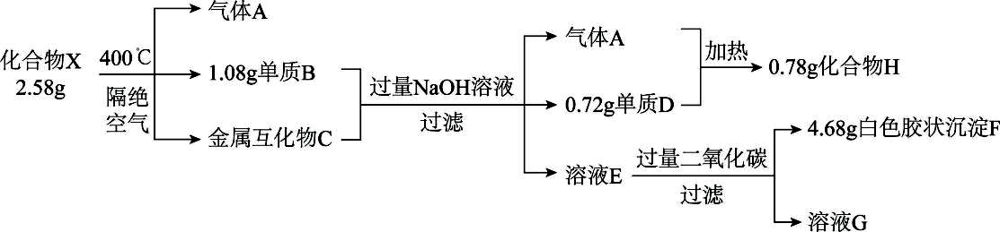 化合物X
2.58g
400℃
隔绝
空气
气体A
1.08g单质B
金属互化物C
过量NaOH溶液
过滤
气体A
0.72g单质D
溶液E
加热
0.78g化合物H
过量二氧化碳
过滤
4.68g白色胶状沉淀F
溶液G